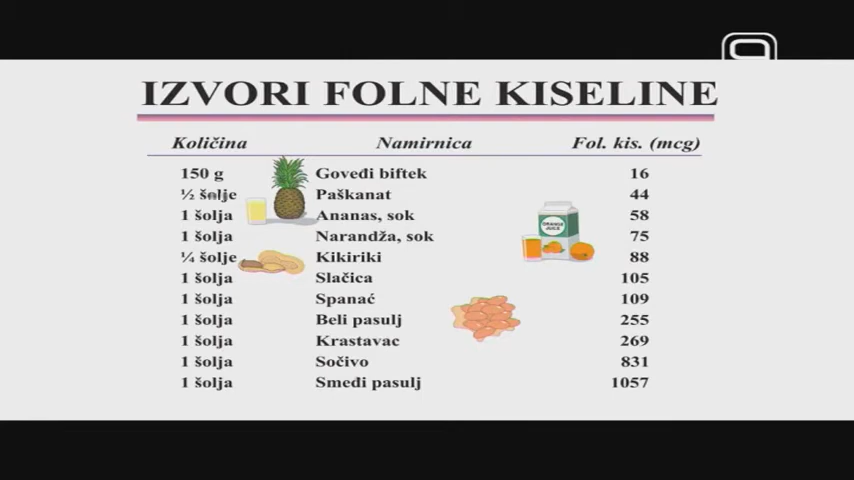 IZVORI FOLNE KISELINE
Količina Namirnica Fol. kis. (mcg)
150 g Goveđi biftek 16
½ šolje Paškanat 44
1 šolja Ananas, sok 58
1 šolja Narandža, sok 75
¼ šolje Kikiriki 88
1 šolja Slačica 105
1 šolja Spanać 109
1 šolja Beli pasulj 255
1 šolja Krastavac 269
1 šolja Sočivo 831
1 šolja Smeđi pasulj 1057
ORANGE
JUICE